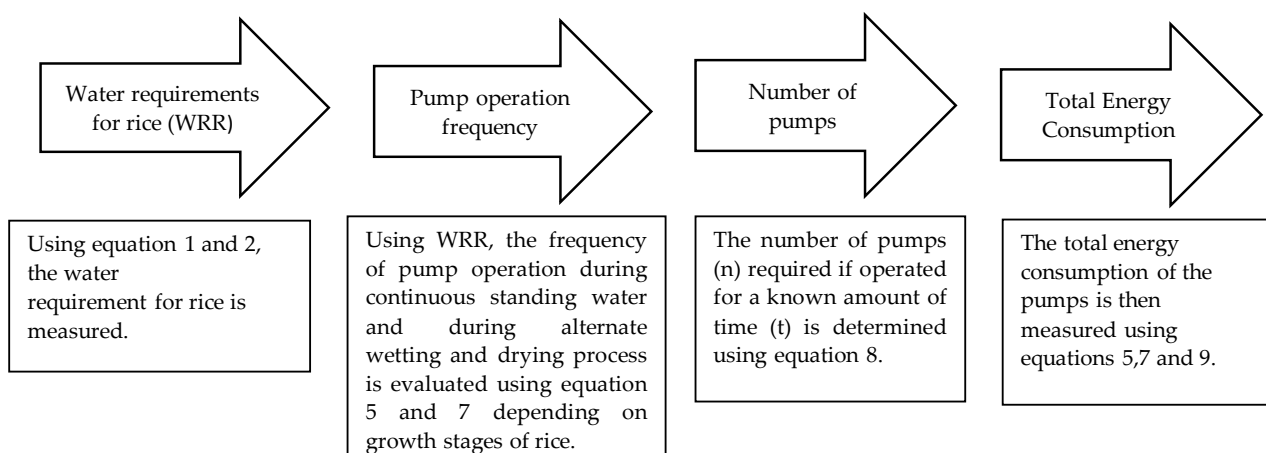 Water requirements
for rice (WRR)
Pump operation
frequency
Number of
pumps
Total Energy
Consumption
Using equation 1 and 2,
the water
requirement for rice is
measured.
Using WRR, the frequency
of pump operation during
continuous standing water
and during alternate
wetting and drying process
is evaluated using equation
5 and 7 depending on
growth stages of rice.
The number of pumps
(n) required if operated
for a known amount of
time (t) is determined
using equation 8.
The total energy
consumption of the
pumps is then
measured using
equations 5,7 and 9.